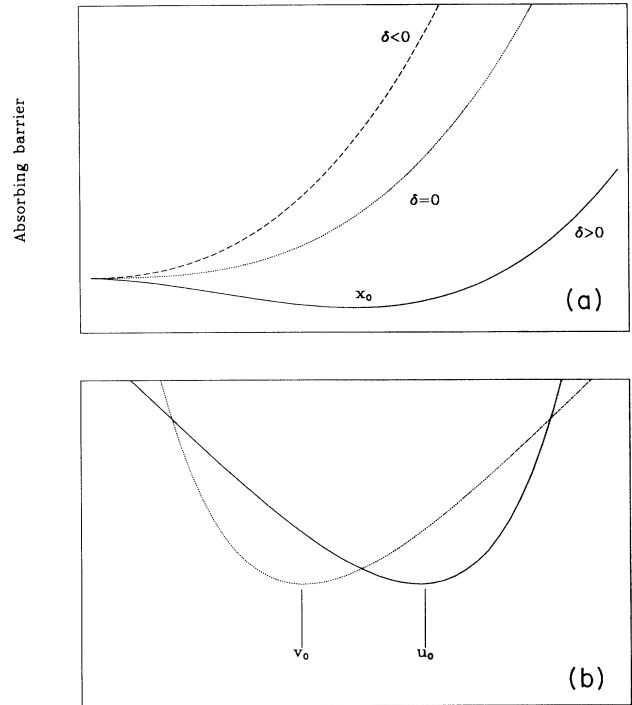 Absorbing barrier
δ<0
δ=0
δ>0
x₀
(a)
v₀
u₀
(b)